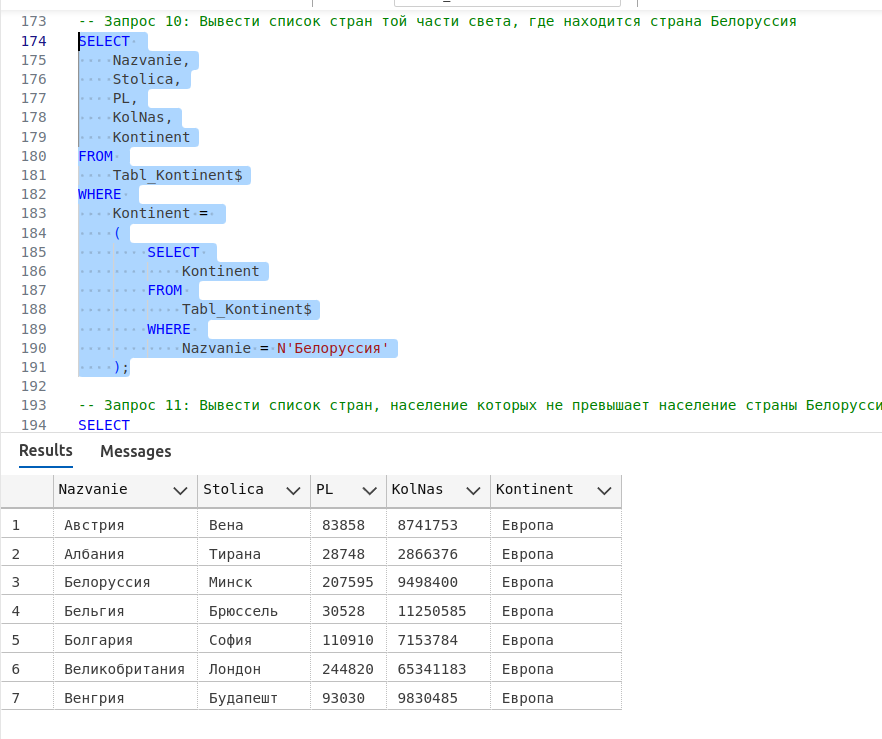 173 -- Запрос 10: Вывести список стран той части света, где находится страна Белоруссия
174 SELECT
175 Nazvanie,
176 Stolica,
177 PL,
178 KolNas,
179 Kontinent
180 FROM
181 Tabl_Kontinent$
182 WHERE
183 Kontinent =
184 (
185 SELECT
186 Kontinent
187 FROM
188 Tabl_Kontinent$
189 WHERE
190 Nazvanie = N'Белоруссия'
191 );
192
193 -- Запрос 11: Вывести список стран, население которых не превышает население страны Белорусси
194 SELECT
Results Messages
Nazvanie Stolica PL KolNas Kontinent
1 Австрия Вена 83858 8741753 Европа
2 Албания Тирана 28748 2866376 Европа
3 Белоруссия Минск 207595 9498400 Европа
4 Бельгия Брюссель 30528 11250585 Европа
5 Болгария София 110910 7153784 Европа
6 Великобритания Лондон 244820 65341183 Европа
7 Венгрия Будапешт 93030 9830485 Европа